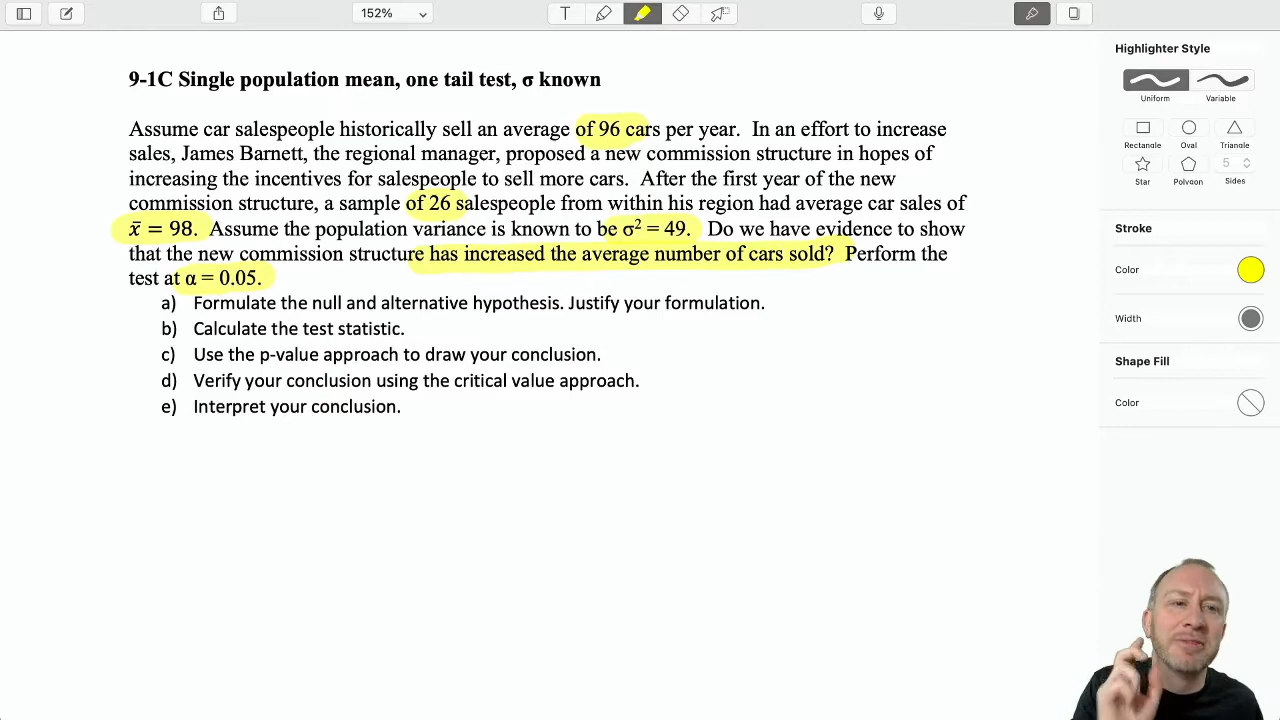 152%
T
Highlighter Style
Uniform
Variable
Rectangle
Oval
Triangle
Star
Polygon
5
Sides
Stroke
Color
Width
Shape Fill
Color
9-1C Single population mean, one tail test, σ known
Assume car salespeople historically sell an average of 96 cars per year. In an effort to increase
sales, James Barnett, the regional manager, proposed a new commission structure in hopes of
increasing the incentives for salespeople to sell more cars. After the first year of the new
commission structure, a sample of 26 salespeople from within his region had average car sales of
x̄ = 98. Assume the population variance is known to be σ² = 49. Do we have evidence to show
that the new commission structure has increased the average number of cars sold? Perform the
test at α = 0.05.
a) Formulate the null and alternative hypothesis. Justify your formulation.
b) Calculate the test statistic.
c) Use the p-value approach to draw your conclusion.
d) Verify your conclusion using the critical value approach.
e) Interpret your conclusion.